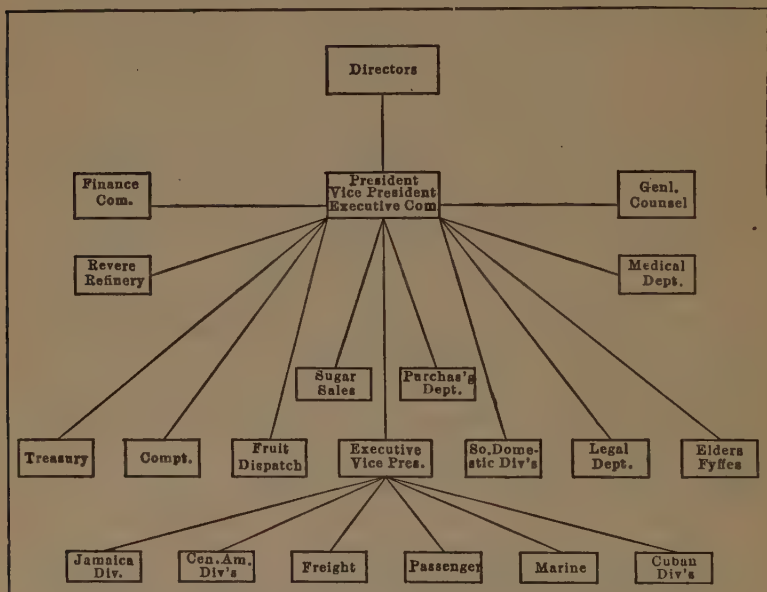 Directors
Finance
Com.
President
Vice President
Executive Com
Genl.
Counsel
Revere
Refinery
Medical
Dept.
Sugar
Sales
Purchas'g
Dept.
Treasury
Compt.
Fruit
Dispatch
Executive
Vice Pres.
So.Dome-
stic Div's
Legal
Dept.
Elders
Fyffes
Jamaica
Div.
Cen.Am.
Div's
Freight
Passenger
Marine
Cuban
Div's